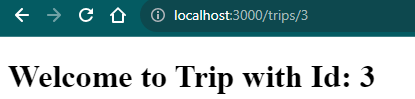 localhost:3000/trips/3
Welcome to Trip with Id: 3